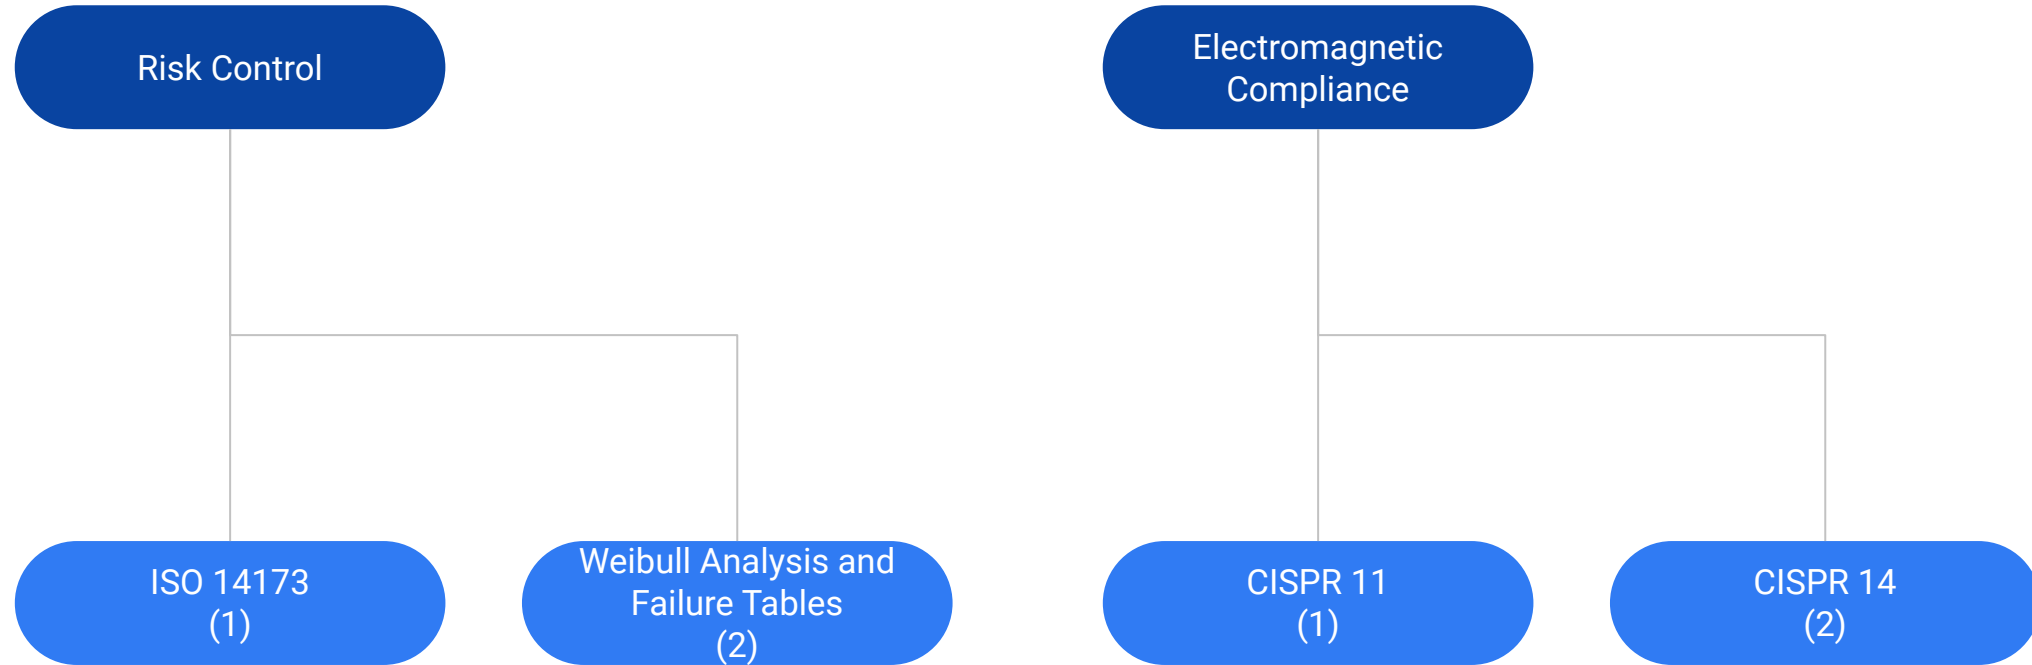 Risk Control
Electromagnetic
Compliance
ISO 14173
(1)
Weibull Analysis and
Failure Tables
(2)
CISPR 11
(1)
CISPR 14
(2)